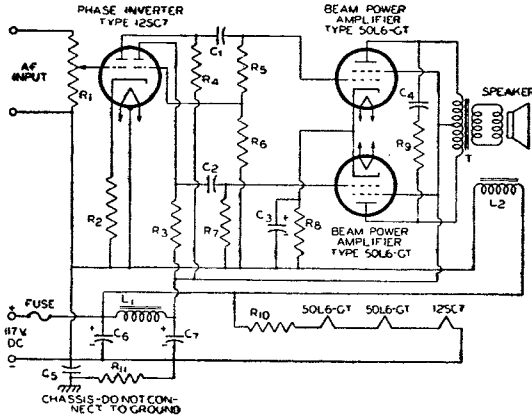 PHASE INVERTER
TYPE 12SC7
BEAM POWER
AMPLIFIER
TYPE 50L6-GT
AF
INPUT
R1
C1
R4
R5
C4
SPEAKER
R6
R9
T
C2
L2
R2
R3
R7
C3
+
R8
BEAM POWER
AMPLIFIER
TYPE 50L6-GT
+
FUSE
L1
117 V.
DC
-
+
C6
+
C7
R10
50L6-GT
50L6-GT
12SC7
C5
R11
CHASSIS-DO NOT CON-
NECT TO GROUND